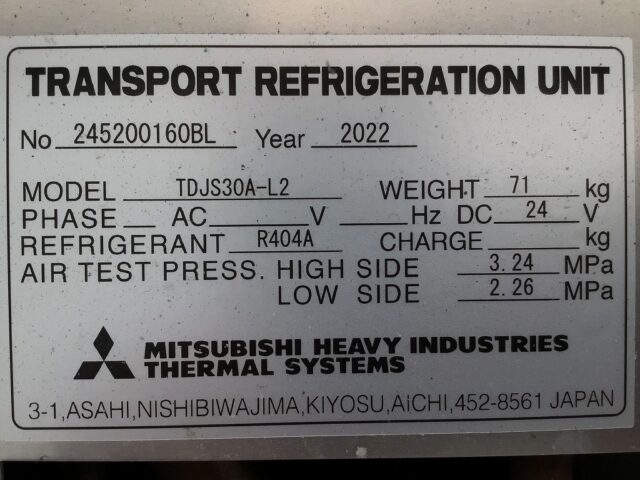 TRANSPORT REFRIGERATION UNIT
No 245200160BL Year 2022
MODEL TDJS30A-L2 WEIGHT 71 kg
PHASE AC V Hz DC 24 V
REFRIGERANT R404A CHARGE kg
AIR TEST PRESS. HIGH SIDE 3.24 MPa
LOW SIDE 2.26 MPa
MITSUBISHI HEAVY INDUSTRIES
THERMAL SYSTEMS
3-1,ASAHI,NISHIBIWAJIMA,KIYOSU,AICHI,452-8561 JAPAN